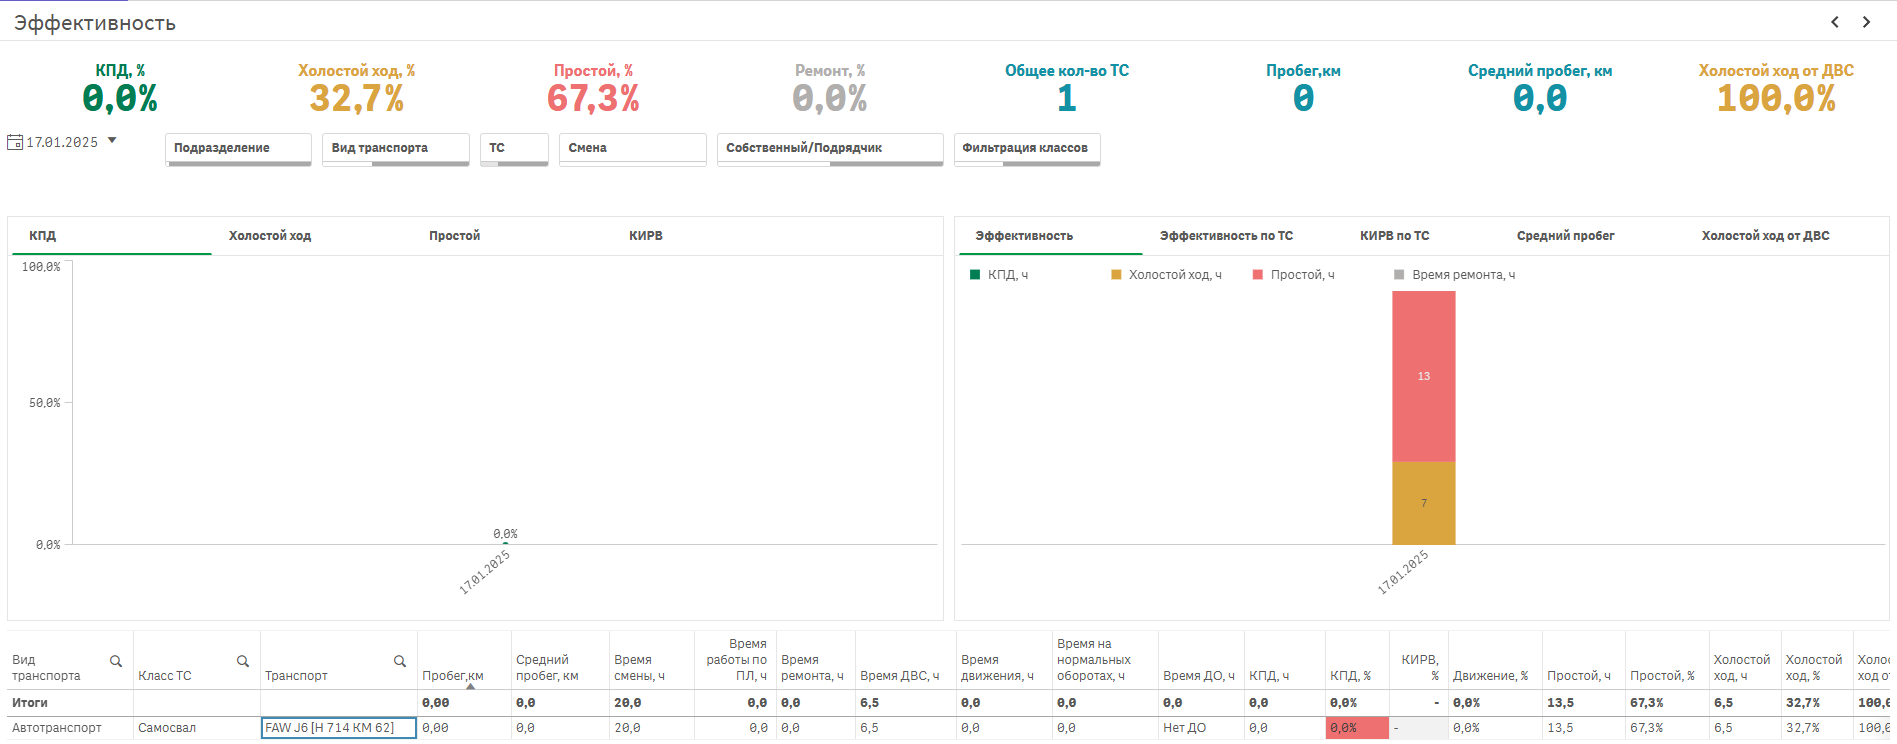 Эффективность
КПД, % Холостой ход, % Простой, % Ремонт, % Общее кол-во ТС Пробег,км Средний пробег, км Холостой ход от ДВС
0,0% 32,7% 67,3% 0,0% 1 0 0,0 100,0%
17.01.2025 Подразделение Вид транспорта ТС Смена Собственный/Подрядчик Фильтрация классов
КПД Холостой ход Простой КИРВ
100,0%
50,0%
0,0%
0,0%
17.01.2025
Эффективность Эффективность по ТС КИРВ по ТС Средний пробег Холостой ход от ДВС
КПД, ч Холостой ход, ч Простой, ч Время ремонта, ч
13
7
17.01.2025
Вид транспорта Класс ТС Транспорт Пробег,км Средний пробег, км Время смены, ч Время работы по ПЛ, ч Время ремонта, ч Время ДВС, ч Время движения, ч Время на нормальных оборотах, ч Время ДО, ч КПД, ч КПД, % КИРВ, % Движение, % Простой, ч Простой, % Холостой ход, ч Холостой ход, %
Итоги 0,00 0,0 20,0 0,0 0,0 6,5 0,0 0,0 0,0 0,0 0,0% - 0,0% 13,5 67,3% 6,5 32,7%
Автотранспорт Самосвал FAW J6 [Н 714 КМ 62] 0,00 0,0 20,0 0,0 0,0 6,5 0,0 0,0 Нет ДО 0,0 0,0% - 0,0% 13,5 67,3% 6,5 32,7%